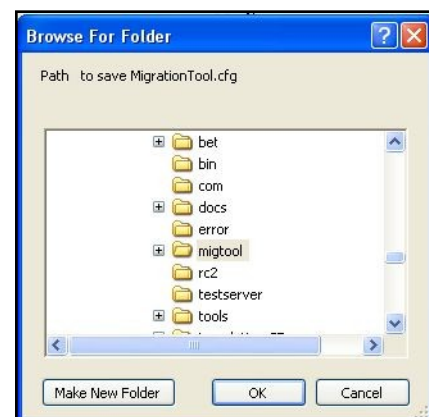 Browse For Folder
Path to save MigrationTool.cfg
bet
bin
com
docs
error
migtool
rc2
testserver
tools
Make New Folder
OK
Cancel